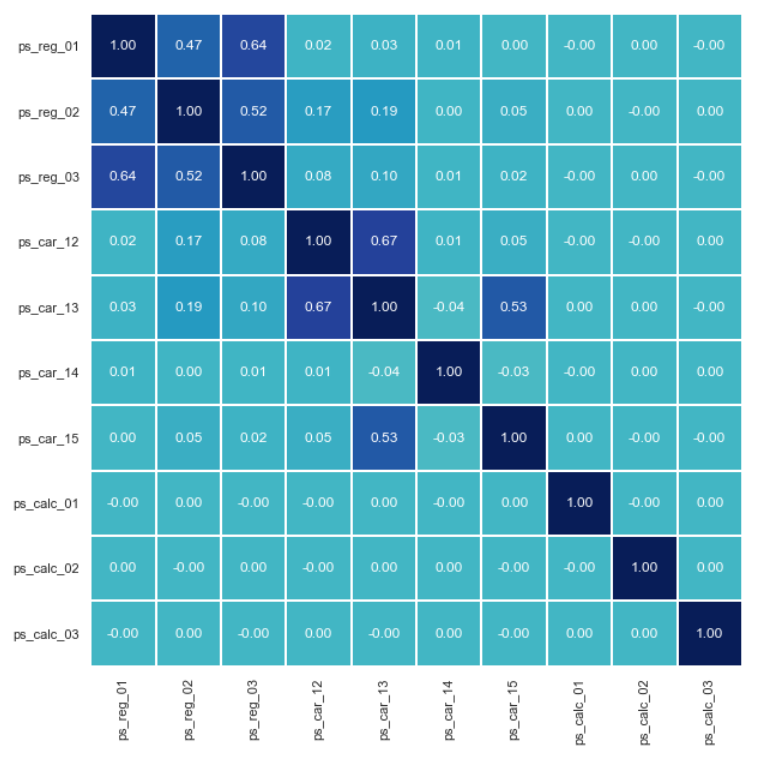 ps_reg_01 1.00 0.47 0.64 0.02 0.03 0.01 0.00 -0.00 0.00 -0.00
ps_reg_02 0.47 1.00 0.52 0.17 0.19 0.00 0.05 0.00 -0.00 0.00
ps_reg_03 0.64 0.52 1.00 0.08 0.10 0.01 0.02 -0.00 0.00 -0.00
ps_car_12 0.02 0.17 0.08 1.00 0.67 0.01 0.05 -0.00 -0.00 0.00
ps_car_13 0.03 0.19 0.10 0.67 1.00 -0.04 0.53 0.00 0.00 -0.00
ps_car_14 0.01 0.00 0.01 0.01 -0.04 1.00 -0.03 -0.00 0.00 0.00
ps_car_15 0.00 0.05 0.02 0.05 0.53 -0.03 1.00 0.00 -0.00 -0.00
ps_calc_01 -0.00 0.00 -0.00 -0.00 0.00 -0.00 0.00 1.00 -0.00 0.00
ps_calc_02 0.00 -0.00 0.00 -0.00 0.00 0.00 -0.00 -0.00 1.00 0.00
ps_calc_03 -0.00 0.00 -0.00 0.00 -0.00 0.00 -0.00 0.00 0.00 1.00
ps_reg_01 ps_reg_02 ps_reg_03 ps_car_12 ps_car_13 ps_car_14 ps_car_15 ps_calc_01 ps_calc_02 ps_calc_03